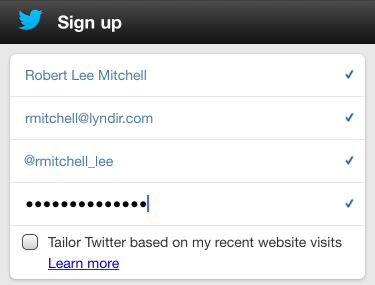 Sign up
Robert Lee Mitchell
rmitchell@lyndir.com
@rmitchell_lee
●●●●●●●●●●●●●●
Tailor Twitter based on my recent website visits
Learn more